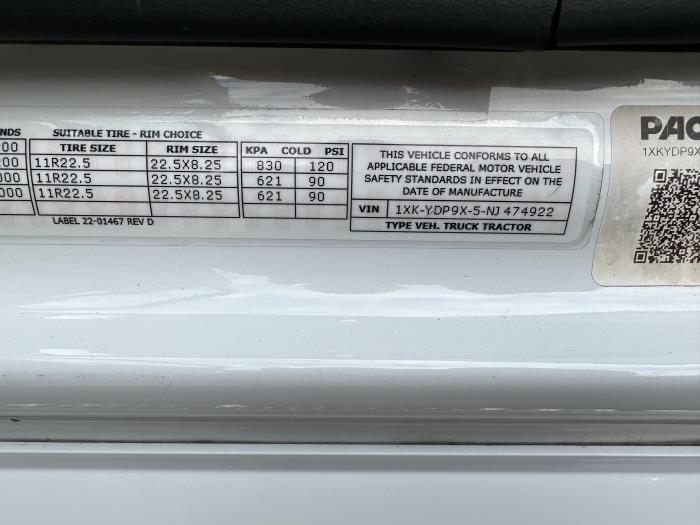 NDS SUITABLE TIRE - RIM CHOICE
00 TIRE SIZE RIM SIZE KPA COLD PSI
200 11R22.5 22.5X8.25 830 120
000 11R22.5 22.5X8.25 621 90
000 11R22.5 22.5X8.25 621 90
LABEL 22-01467 REV D
THIS VEHICLE CONFORMS TO ALL
APPLICABLE FEDERAL MOTOR VEHICLE
SAFETY STANDARDS IN EFFECT ON THE
DATE OF MANUFACTURE
VIN 1XK-YDP9X-5-NJ 474922
TYPE VEH. TRUCK TRACTOR
PAC
1XKYDP9X